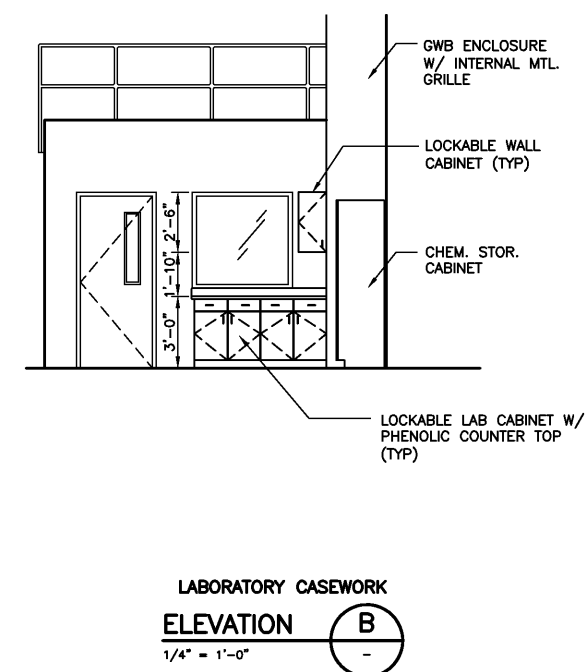 GWB ENCLOSURE
W/ INTERNAL MTL.
GRILLE
LOCKABLE WALL
CABINET (TYP)
2'-6"
1'-10"
3'-0"
CHEM. STOR.
CABINET
LOCKABLE LAB CABINET W/
PHENOLIC COUNTER TOP
(TYP)
LABORATORY CASEWORK
ELEVATION B
1/4" = 1'-0" -